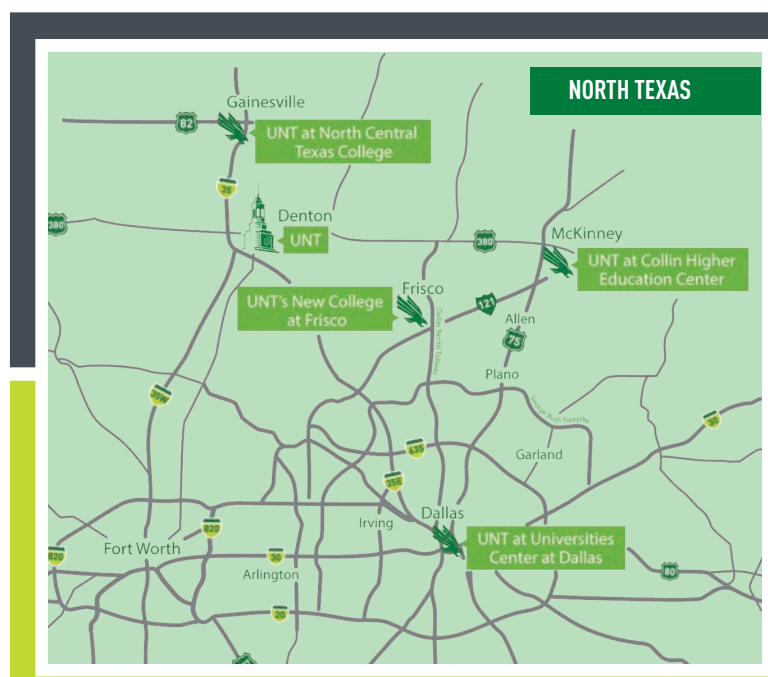 NORTH TEXAS
Gainesville
82
UNT at North Central
Texas College
35
380
Denton
UNT
McKinney
380
UNT at Collin Higher
Education Center
Frisco
UNT's New College
at Frisco
121
Dallas North Tollway
Allen
75
Plano
35W
George Bush Turnpike
30
635
Garland
35E
Dallas
Irving
820
UNT at Universities
Center at Dallas
Fort Worth
820
30
80
Arlington
20